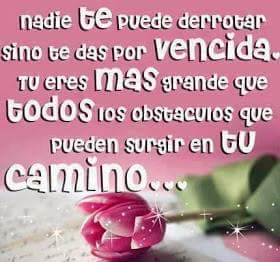 nadie te puede derrotar
sino te das por vencida.
Tu eres mas grande que
todos los obstaculos que
pueden surgir en tu
camino...